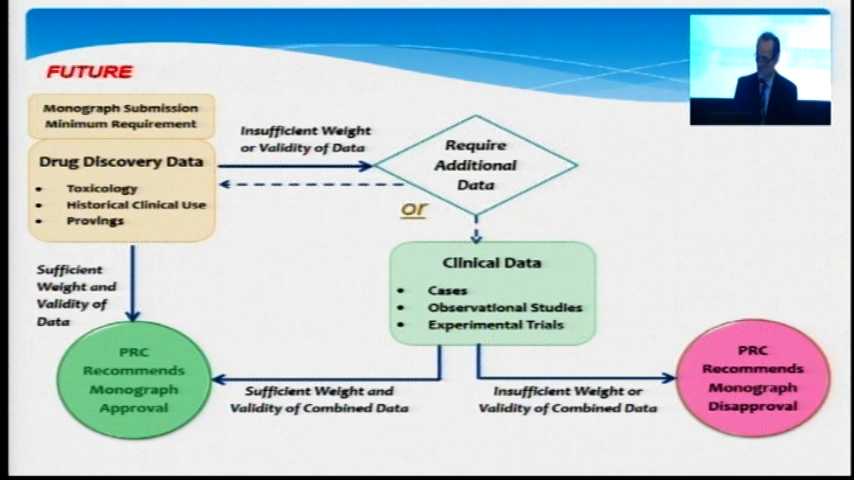 FUTURE
Monograph Submission
Minimum Requirement
Drug Discovery Data
• Toxicology
• Historical Clinical Use
• Provings
Insufficient Weight
or Validity of Data
Require
Additional
Data
or
Sufficient
Weight and
Validity of
Data
Clinical Data
• Cases
• Observational Studies
• Experimental Trials
PRC
Recommends
Monograph
Approval
Sufficient Weight and
Validity of Combined Data
Insufficient Weight or
Validity of Combined Data
PRC
Recommends
Monograph
Disapproval